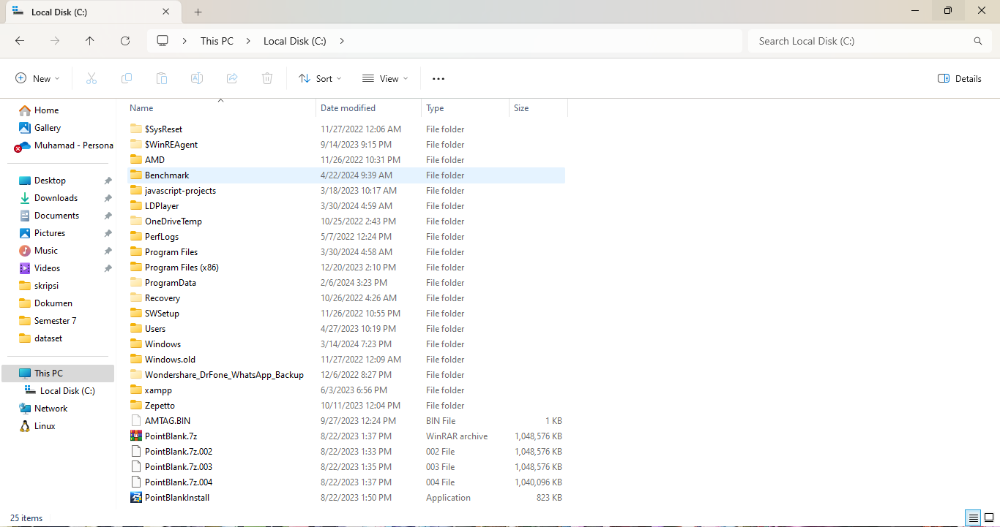 Local Disk (C:)
This PC > Local Disk (C:) >
Search Local Disk (C:)
New
Sort
View
Details
Home
Gallery
Muhamad - Persona
Desktop
Downloads
Documents
Pictures
Music
Videos
skripsi
Dokumen
Semester 7
dataset
This PC
Local Disk (C:)
Network
Linux
Name Date modified Type Size
$SysReset 11/27/2022 12:06 AM File folder
$WinREAgent 9/14/2023 9:15 PM File folder
AMD 11/26/2022 10:31 PM File folder
Benchmark 4/22/2024 9:39 AM File folder
javascript-projects 3/18/2023 10:17 AM File folder
LDPlayer 3/30/2024 4:59 AM File folder
OneDriveTemp 10/25/2022 2:43 PM File folder
PerfLogs 5/7/2022 12:24 PM File folder
Program Files 3/30/2024 4:58 AM File folder
Program Files (x86) 12/20/2023 2:10 PM File folder
ProgramData 2/6/2024 3:23 PM File folder
Recovery 10/26/2022 4:26 AM File folder
SWSetup 11/26/2022 10:55 PM File folder
Users 4/27/2023 10:19 PM File folder
Windows 3/14/2024 7:23 PM File folder
Windows.old 11/27/2022 12:09 AM File folder
Wondershare_DrFone_WhatsApp_Backup 12/6/2022 8:27 PM File folder
xampp 6/3/2023 6:56 PM File folder
Zepetto 10/11/2023 12:04 PM File folder
AMTAG.BIN 9/27/2023 12:24 PM BIN File 1 KB
PointBlank.7z 8/22/2023 1:37 PM WinRAR archive 1,048,576 KB
PointBlank.7z.002 8/22/2023 1:33 PM 002 File 1,048,576 KB
PointBlank.7z.003 8/22/2023 1:35 PM 003 File 1,048,576 KB
PointBlank.7z.004 8/22/2023 1:37 PM 004 File 1,040,096 KB
PointBlankInstall 8/22/2023 1:50 PM Application 823 KB
25 items